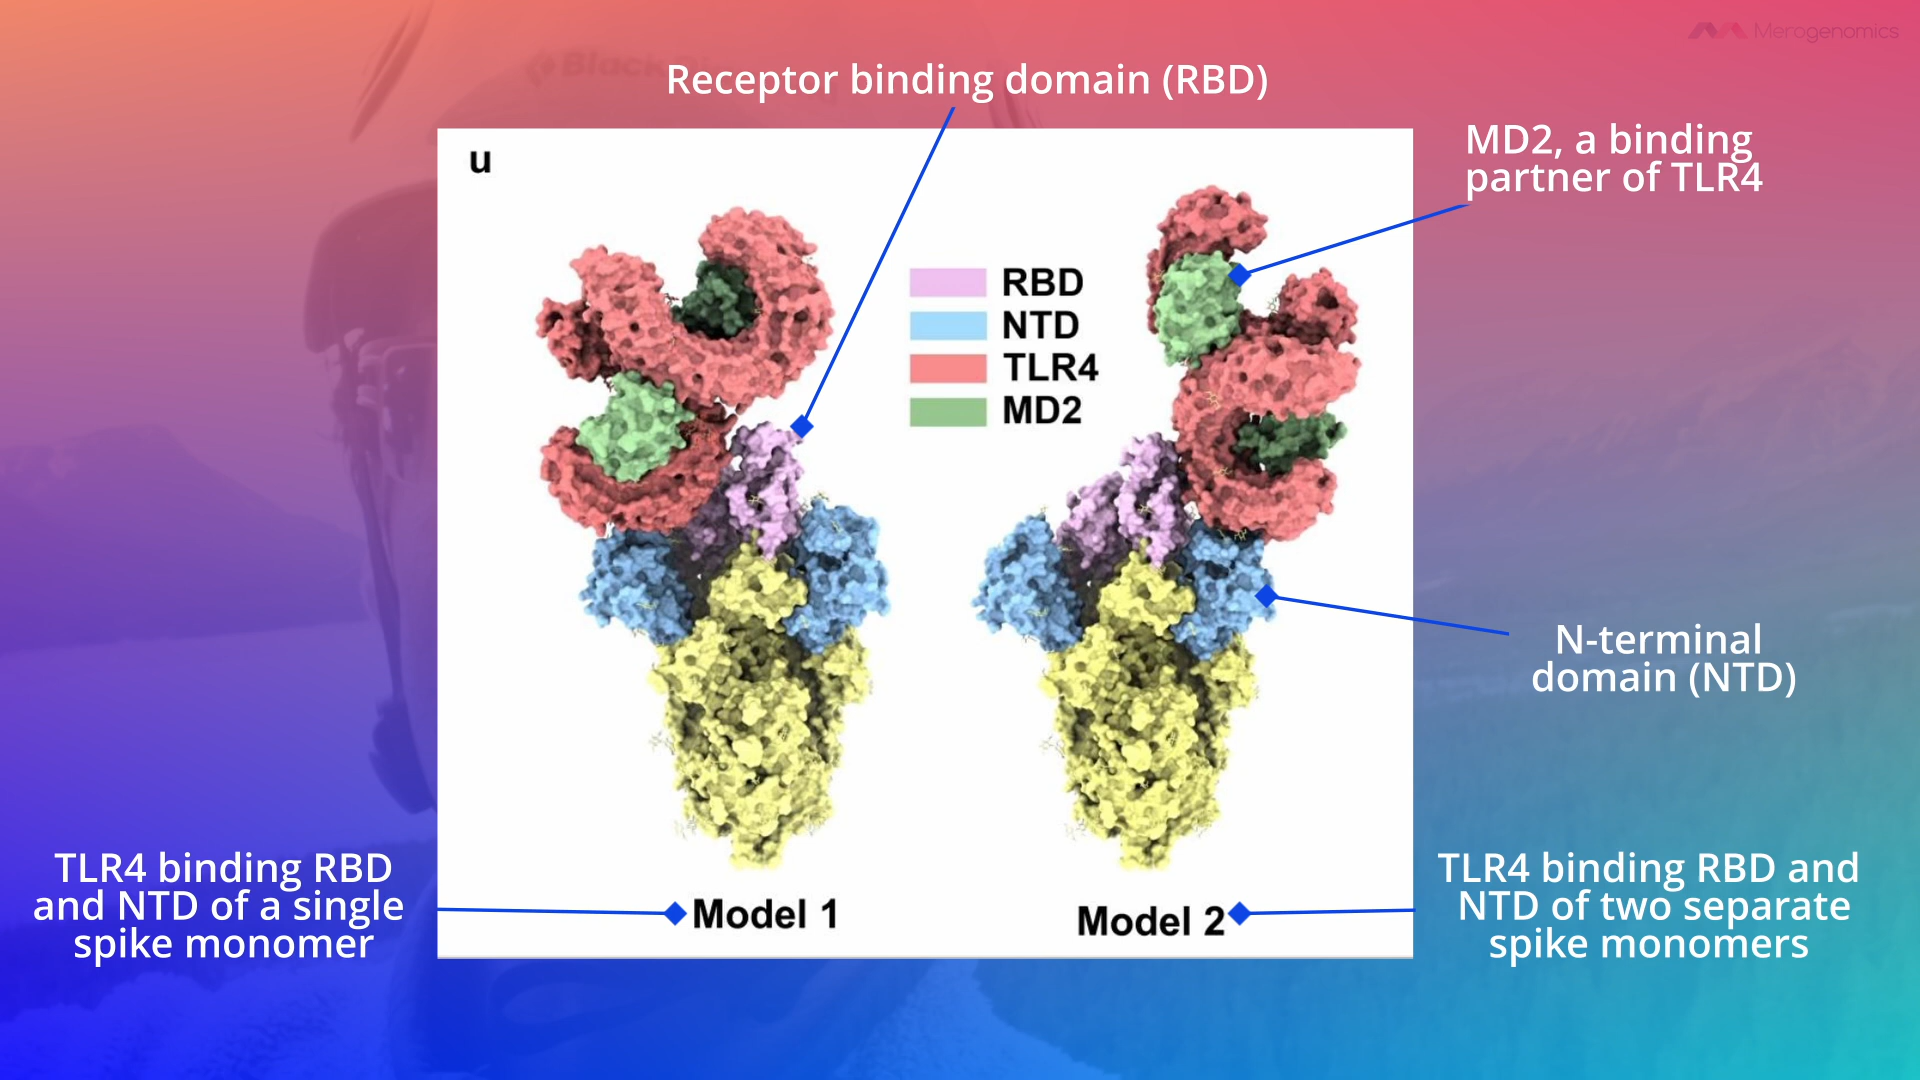 Merogenomics
Black
Receptor binding domain (RBD)
MD2, a binding
partner of TLR4
u
RBD
NTD
TLR4
MD2
N-terminal
domain (NTD)
TLR4 binding RBD
and NTD of a single
spike monomer
Model 1
Model 2
TLR4 binding RBD and
NTD of two separate
spike monomers